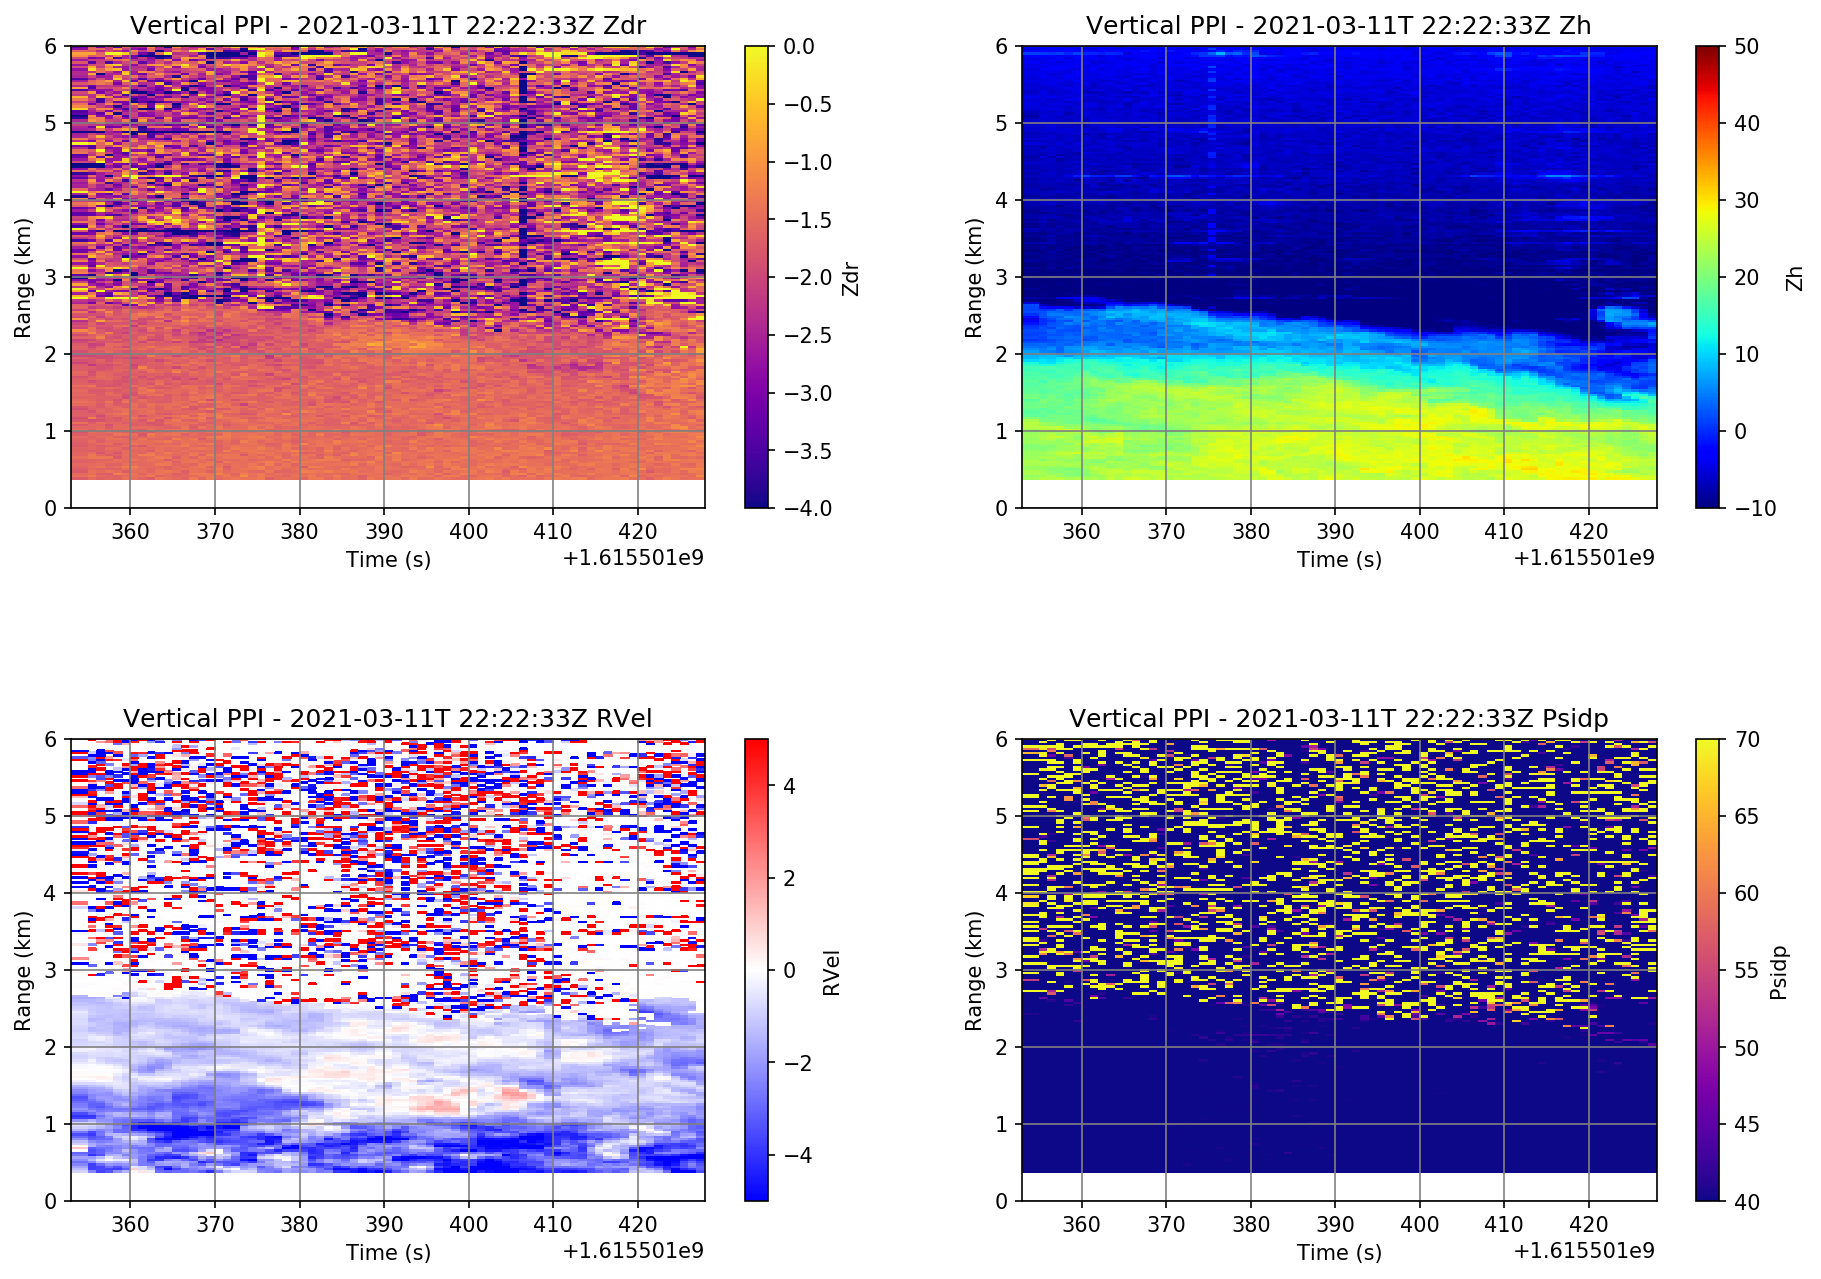 Vertical PPI - 2021-03-11T 22:22:33Z Zdr
6
5
4
3
2
1
0
Range (km)
360 370 380 390 400 410 420
Time (s)
+1.615501e9
0.0
−0.5
−1.0
−1.5
−2.0
−2.5
−3.0
−3.5
−4.0
Zdr
Vertical PPI - 2021-03-11T 22:22:33Z Zh
6
5
4
3
2
1
0
Range (km)
360 370 380 390 400 410 420
Time (s)
+1.615501e9
50
40
30
20
10
0
−10
Zh
Vertical PPI - 2021-03-11T 22:22:33Z RVel
6
5
4
3
2
1
0
Range (km)
360 370 380 390 400 410 420
Time (s)
+1.615501e9
4
2
0
−2
−4
RVel
Vertical PPI - 2021-03-11T 22:22:33Z Psidp
6
5
4
3
2
1
0
Range (km)
360 370 380 390 400 410 420
Time (s)
+1.615501e9
70
65
60
55
50
45
40
Psidp